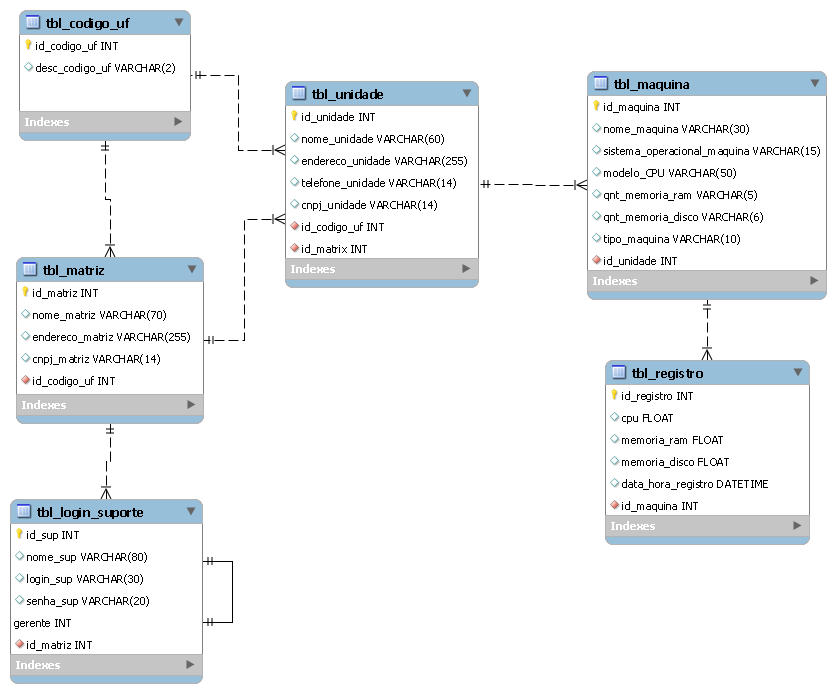 tbl_codigo_uf
id_codigo_uf INT
desc_codigo_uf VARCHAR(2)
Indexes
tbl_matriz
id_matriz INT
nome_matriz VARCHAR(70)
endereco_matriz VARCHAR(255)
cnpj_matriz VARCHAR(14)
id_codigo_uf INT
Indexes
tbl_login_suporte
id_sup INT
nome_sup VARCHAR(80)
login_sup VARCHAR(30)
senha_sup VARCHAR(20)
gerente INT
id_matriz INT
Indexes
tbl_unidade
id_unidade INT
nome_unidade VARCHAR(60)
endereco_unidade VARCHAR(255)
telefone_unidade VARCHAR(14)
cnpj_unidade VARCHAR(14)
id_codigo_uf INT
id_matrix INT
Indexes
tbl_maquina
id_maquina INT
nome_maquina VARCHAR(30)
sistema_operacional_maquina VARCHAR(15)
modelo_CPU VARCHAR(50)
qnt_memoria_ram VARCHAR(5)
qnt_memoria_disco VARCHAR(6)
tipo_maquina VARCHAR(10)
id_unidade INT
Indexes
tbl_registro
id_registro INT
cpu FLOAT
memoria_ram FLOAT
memoria_disco FLOAT
data_hora_registro DATETIME
id_maquina INT
Indexes